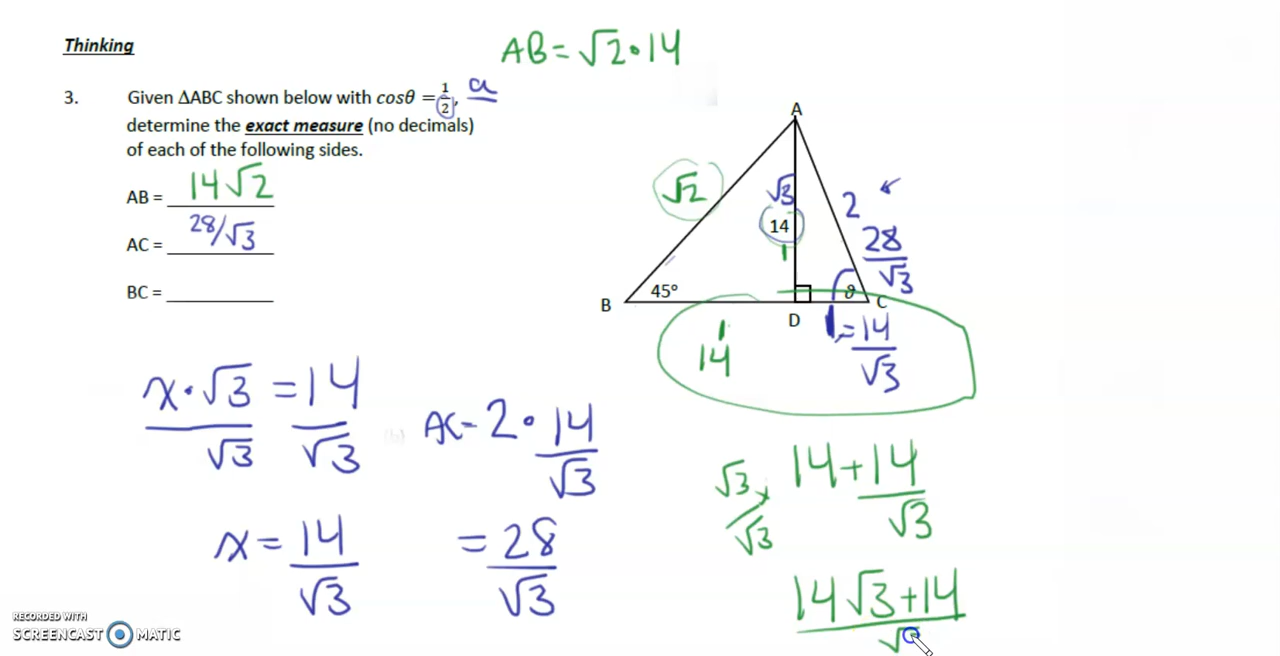 Thinking
AB = √2 • 14
3. Given ΔABC shown below with cosθ = 1/2, a
determine the exact measure (no decimals)
of each of the following sides.
AB = 14√2
AC = 28/√3
BC =
A
√2
√3
14
1
2
28/√3
B
45°
D
θ
C
1 = 14/√3
1
14
x • √3 / √3 = 14 / √3
x = 14/√3
AC = 2 • 14/√3
= 28/√3
√3/√3 x 14 + 14/√3
14√3 + 14
√
RECORDED WITH
SCREENCAST MATIC